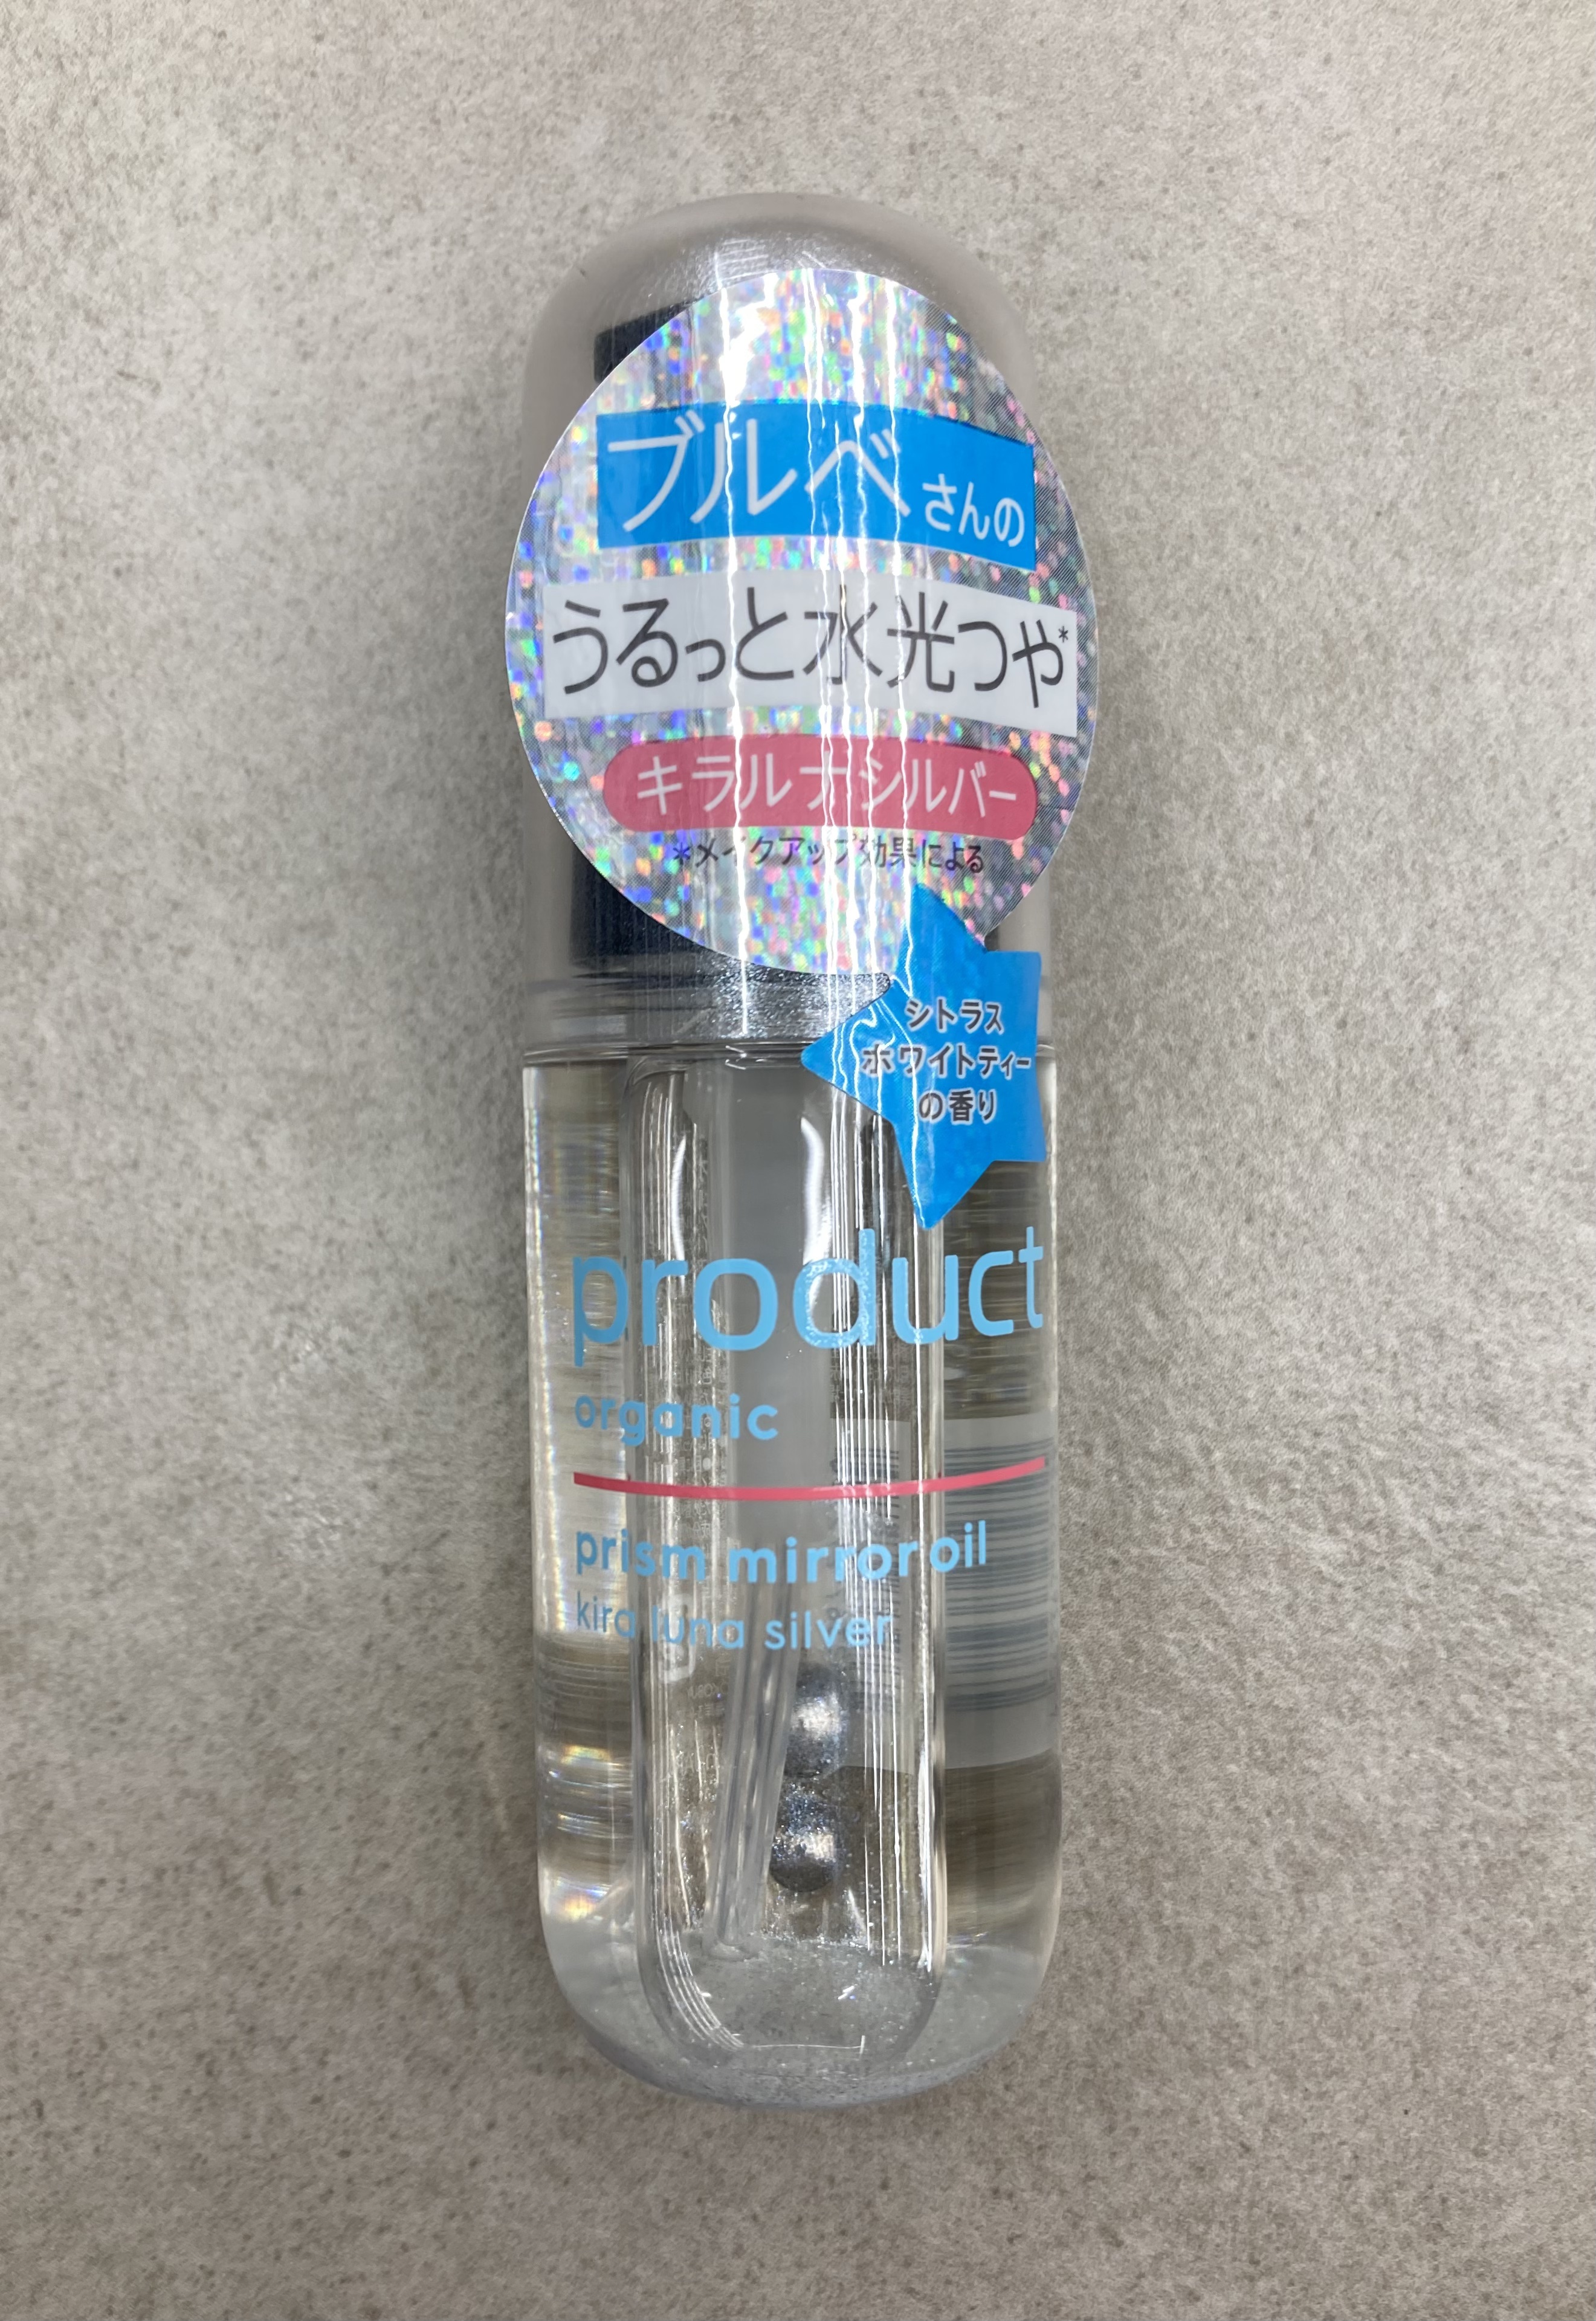 ブルベさんの
うるっと水光つや*
キラルナシルバー
*メイクアップ効果による
シトラス
ホワイトティー
の香り
product
organic
prism mirror oil
kira luna silver